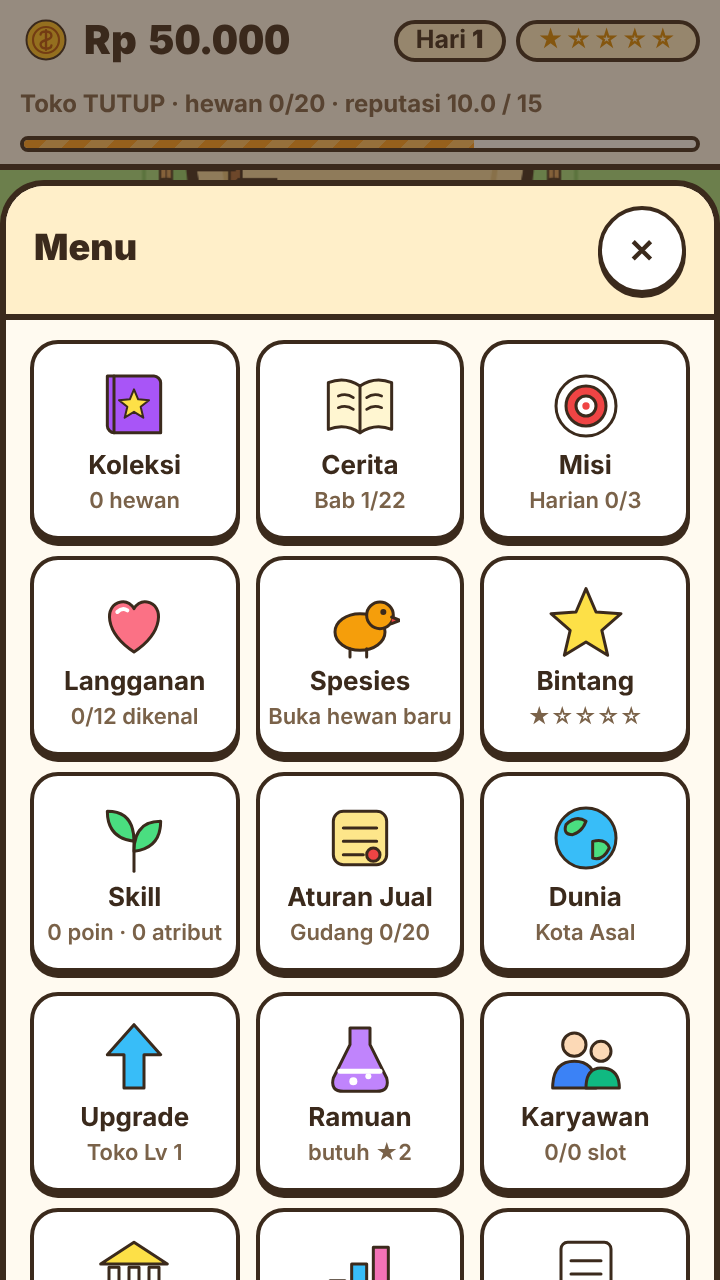 Rp 50.000
Hari 1
★☆☆☆☆
Toko TUTUP · hewan 0/20 · reputasi 10.0 / 15
Menu
×
Koleksi
0 hewan
Cerita
Bab 1/22
Misi
Harian 0/3
Langganan
0/12 dikenal
Spesies
Buka hewan baru
Bintang
★☆☆☆☆
Skill
0 poin · 0 atribut
Aturan Jual
Gudang 0/20
Dunia
Kota Asal
Upgrade
Toko Lv 1
Ramuan
butuh ★2
Karyawan
0/0 slot